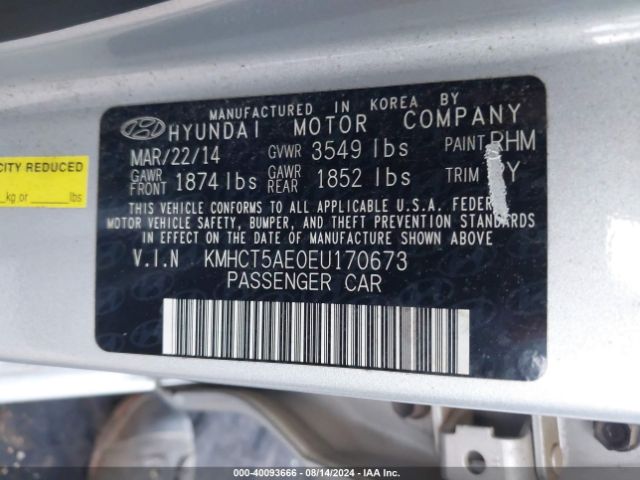 MANUFACTURED IN KOREA BY
HYUNDAI MOTOR COMPANY
MAR/22/14 GVWR 3549 lbs PAINT RHM
GAWR FRONT 1874 lbs GAWR REAR 1852 lbs TRIM Y
THIS VEHICLE CONFORMS TO ALL APPLICABLE U.S.A. FEDER
MOTOR VEHICLE SAFETY, BUMPER, AND THEFT PREVENTION STANDARDS
IN EFFECT ON THE DATE OF MANUFACTURE SHOWN ABOVE
V.I.N KMHCT5AE0EU170673
PASSENGER CAR
CITY REDUCED
kg or lbs
000-40093666 - 08/14/2024 - IAA Inc.